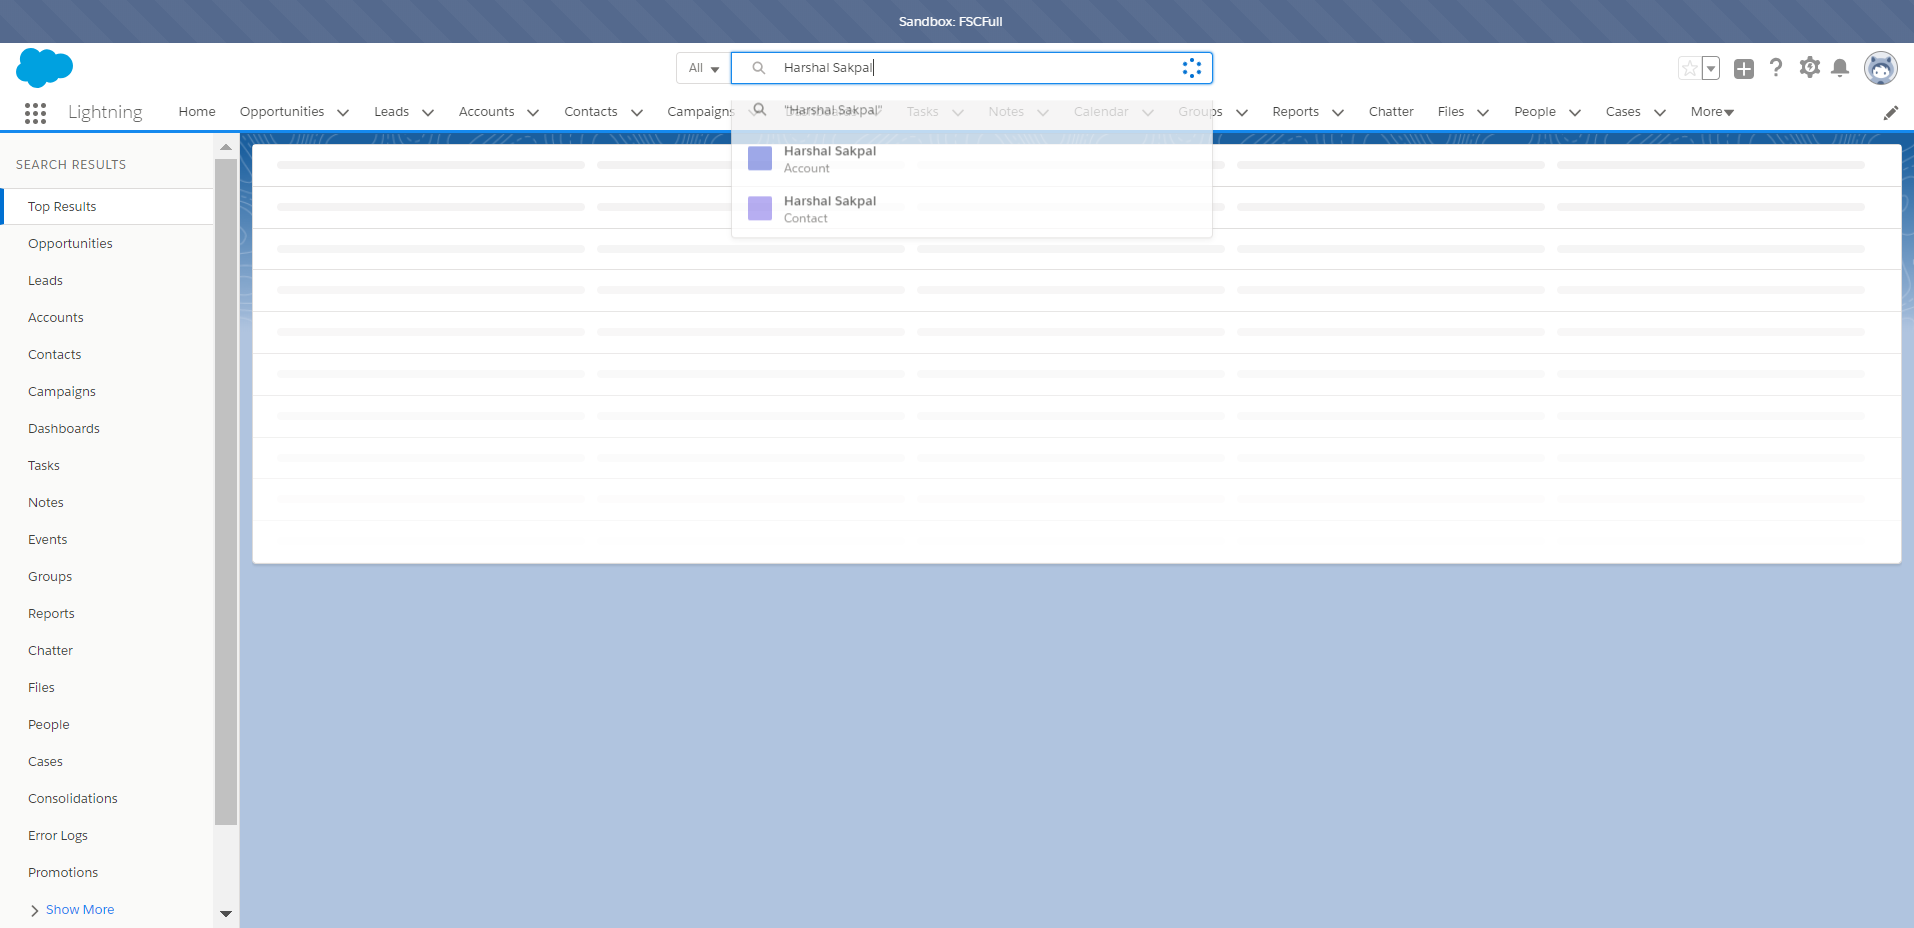 Sandbox: FSCFull
All
Harshal Sakpal
Lightning
Home
Opportunities
Leads
Accounts
Contacts
Campaigns
Dashboards
Tasks
Notes
Calendar
Groups
Reports
Chatter
Files
People
Cases
More
"Harshal Sakpal"
Harshal Sakpal
Account
Harshal Sakpal
Contact
SEARCH RESULTS
Top Results
Opportunities
Leads
Accounts
Contacts
Campaigns
Dashboards
Tasks
Notes
Events
Groups
Reports
Chatter
Files
People
Cases
Consolidations
Error Logs
Promotions
Show More